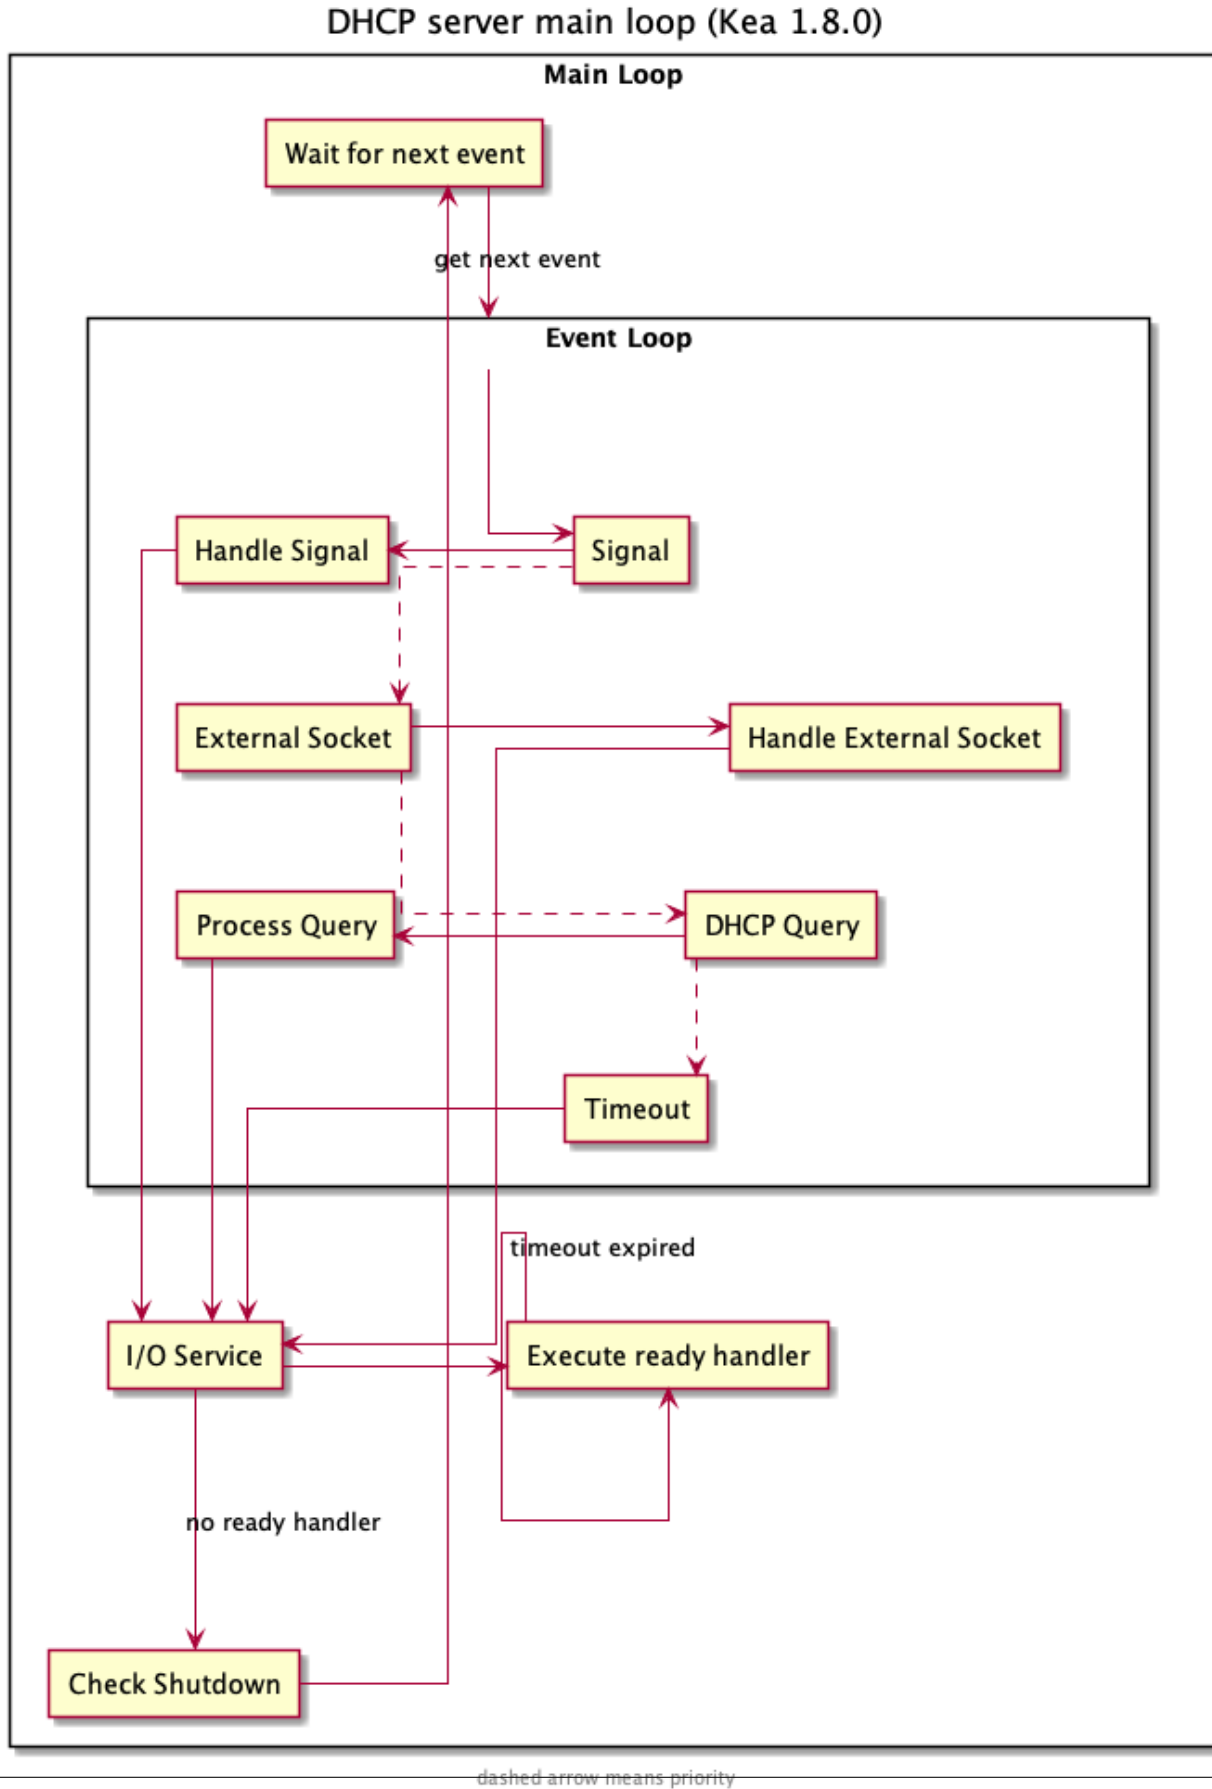 DHCP server main loop (Kea 1.8.0)
Main Loop
Wait for next event
get next event
Event Loop
Handle Signal
Signal
External Socket
Handle External Socket
Process Query
DHCP Query
Timeout
timeout expired
I/O Service
Execute ready handler
no ready handler
Check Shutdown
dashed arrow means priority